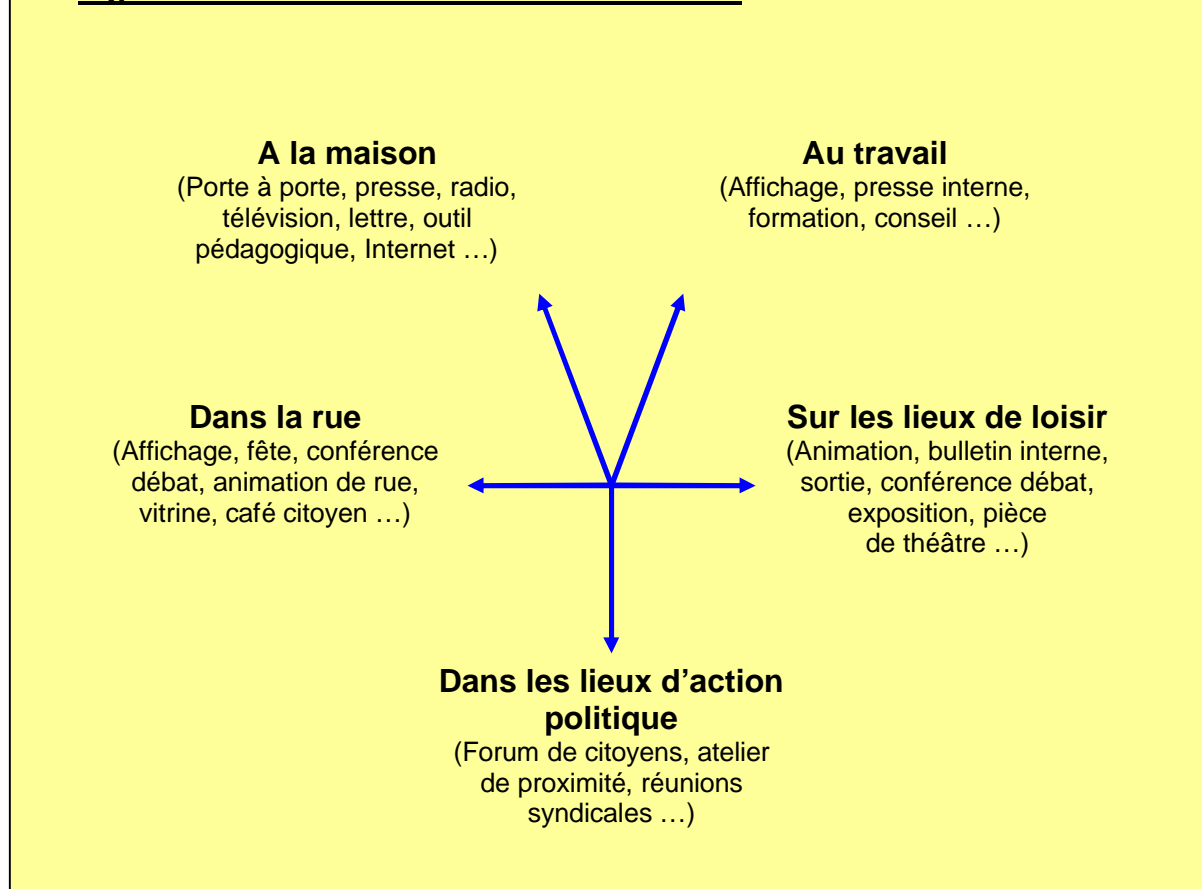 A la maison
(Porte à porte, presse, radio,
télévision, lettre, outil
pédagogique, Internet …)
Au travail
(Affichage, presse interne,
formation, conseil …)
Dans la rue
(Affichage, fête, conférence
débat, animation de rue,
vitrine, café citoyen …)
Sur les lieux de loisir
(Animation, bulletin interne,
sortie, conférence débat,
exposition, pièce
de théâtre …)
Dans les lieux d’action
politique
(Forum de citoyens, atelier
de proximité, réunions
syndicales …)